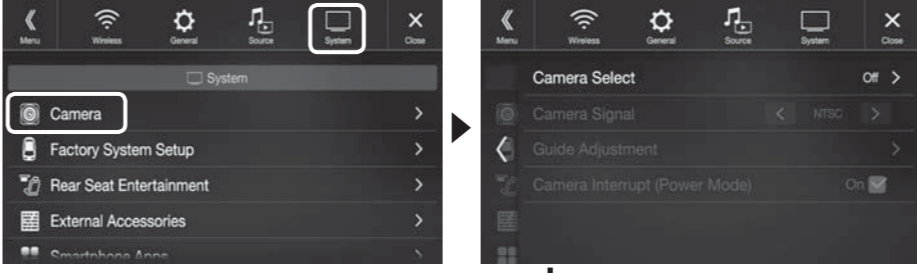 Menu Wireless General Source System Close
System
Camera
Factory System Setup
Rear Seat Entertainment
External Accessories
Smartphone Apps
Menu Wireless General Source System Close
Camera Select Off
Camera Signal NTSC
Guide Adjustment
Camera Interrupt (Power Mode) On